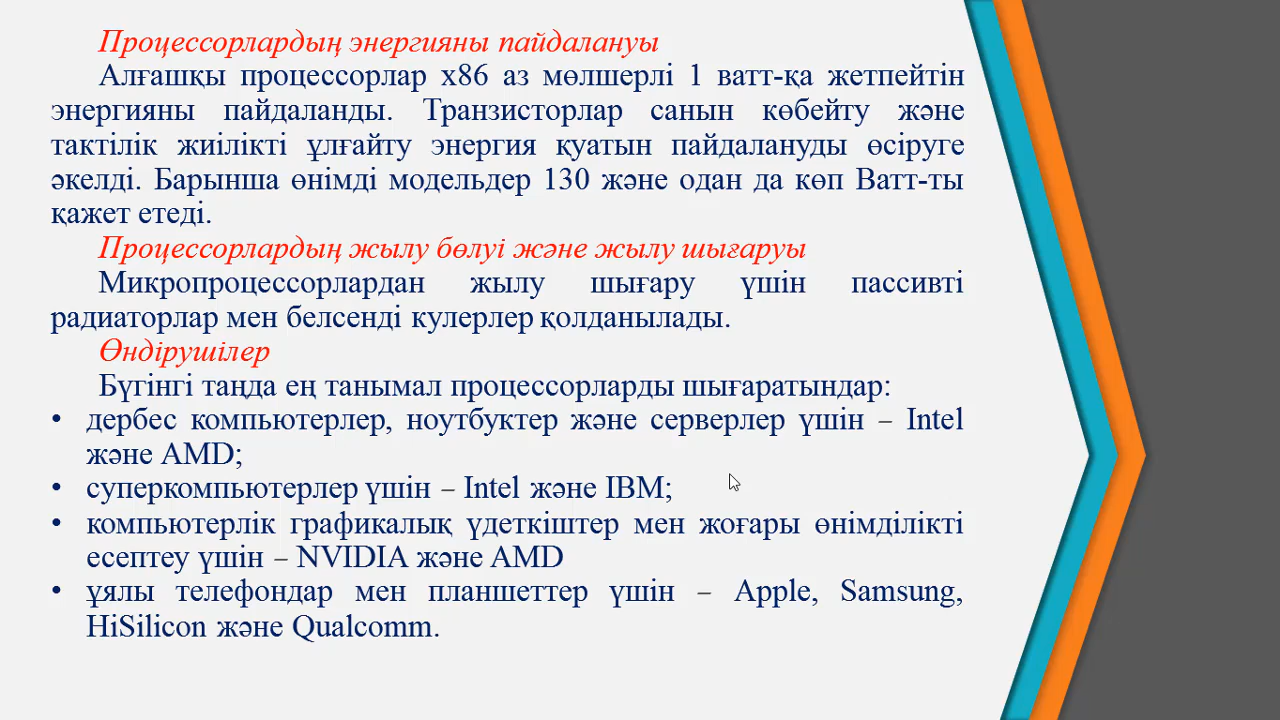 Процессорлардың энергияны пайдалануы
Алғашқы процессорлар х86 аз мөлшерлі 1 ватт-қа жетпейтін
энергияны пайдаланды. Транзисторлар санын көбейту және
тактілік жиілікті ұлғайту энергия қуатын пайдалануды өсіруге
әкелді. Барынша өнімді модельдер 130 және одан да көп Ватт-ты
қажет етеді.
Процессорлардың жылу бөлуі және жылу шығаруы
Микропроцессорлардан жылу шығару үшін пассивті
радиаторлар мен белсенді кулерлер қолданылады.
Өндірушілер
Бүгінгі таңда ең танымал процессорларды шығаратындар:
• дербес компьютерлер, ноутбуктер және серверлер үшін – Intel
және AMD;
• суперкомпьютерлер үшін – Intel және IBM;
• компьютерлік графикалық үдеткіштер мен жоғары өнімділікті
есептеу үшін – NVIDIA және AMD
• ұялы телефондар мен планшеттер үшін – Apple, Samsung,
HiSilicon және Qualcomm.